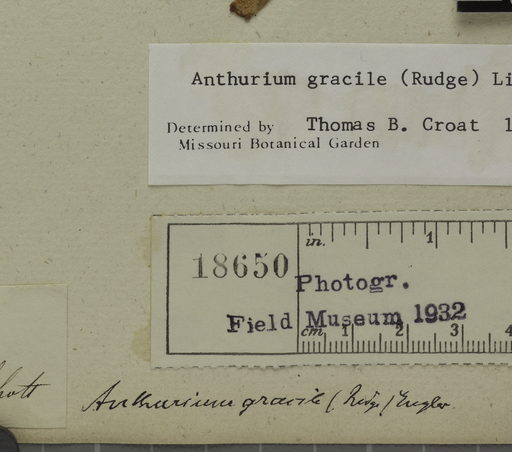 Anthurium gracile (Rudge) Li
Determined by Thomas B. Croat 1
Missouri Botanical Garden
in. 1
18650
Photogr.
Field Museum 1932
cm 1 2 3 4
hott
Anthurium gracile (Rudge) Engler